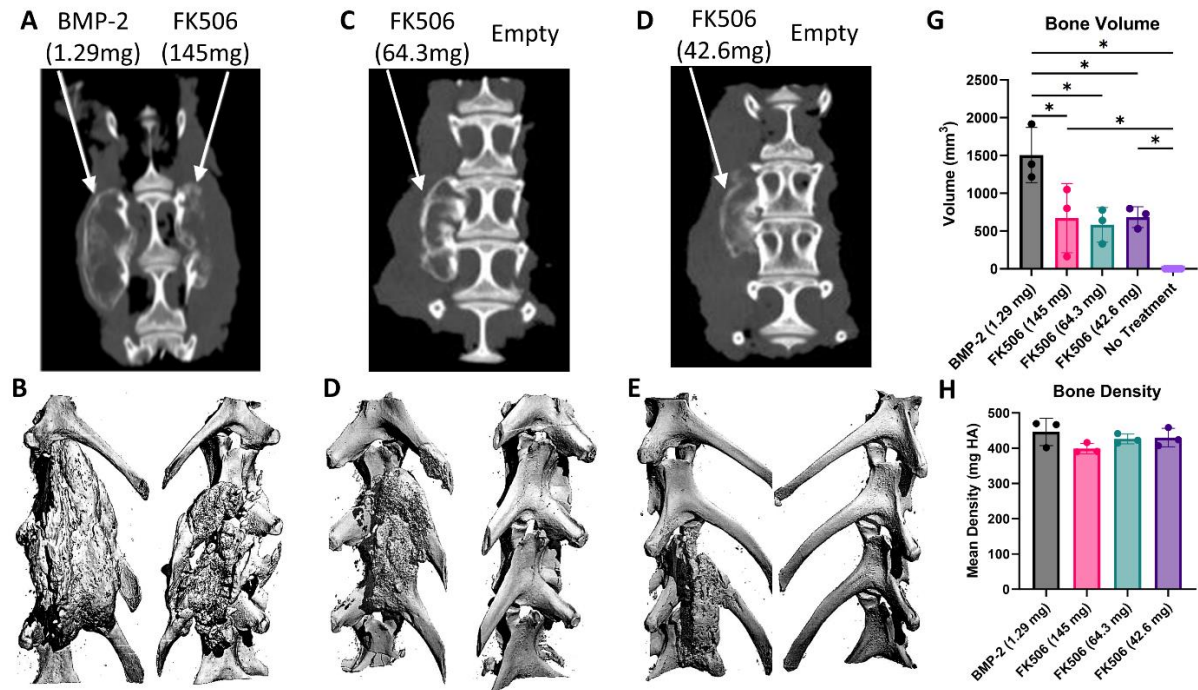 A
BMP-2
(1.29mg)
FK506
(145mg)
C
FK506
(64.3mg)
Empty
D
FK506
(42.6mg)
Empty
B
D
E
G
Bone Volume
* 
*
*
*
*
*
Volume (mm³)
2500
2000
1500
1000
500
0
BMP-2 (1.29 mg)
FK506 (145 mg)
FK506 (64.3 mg)
FK506 (42.6 mg)
No Treatment
H
Bone Density
Mean Density (mg HA)
500
400
300
200
100
0
BMP-2 (1.29 mg)
FK506 (145 mg)
FK506 (64.3 mg)
FK506 (42.6 mg)